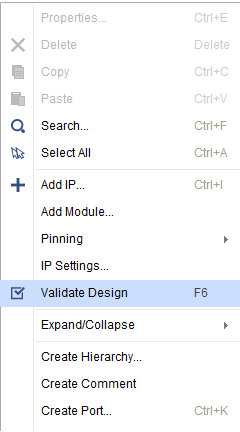 Properties... Ctrl+E
Delete Delete
Copy Ctrl+C
Paste Ctrl+V
Search... Ctrl+F
Select All Ctrl+A
Add IP... Ctrl+I
Add Module...
Pinning
IP Settings...
Validate Design F6
Expand/Collapse
Create Hierarchy...
Create Comment
Create Port... Ctrl+K